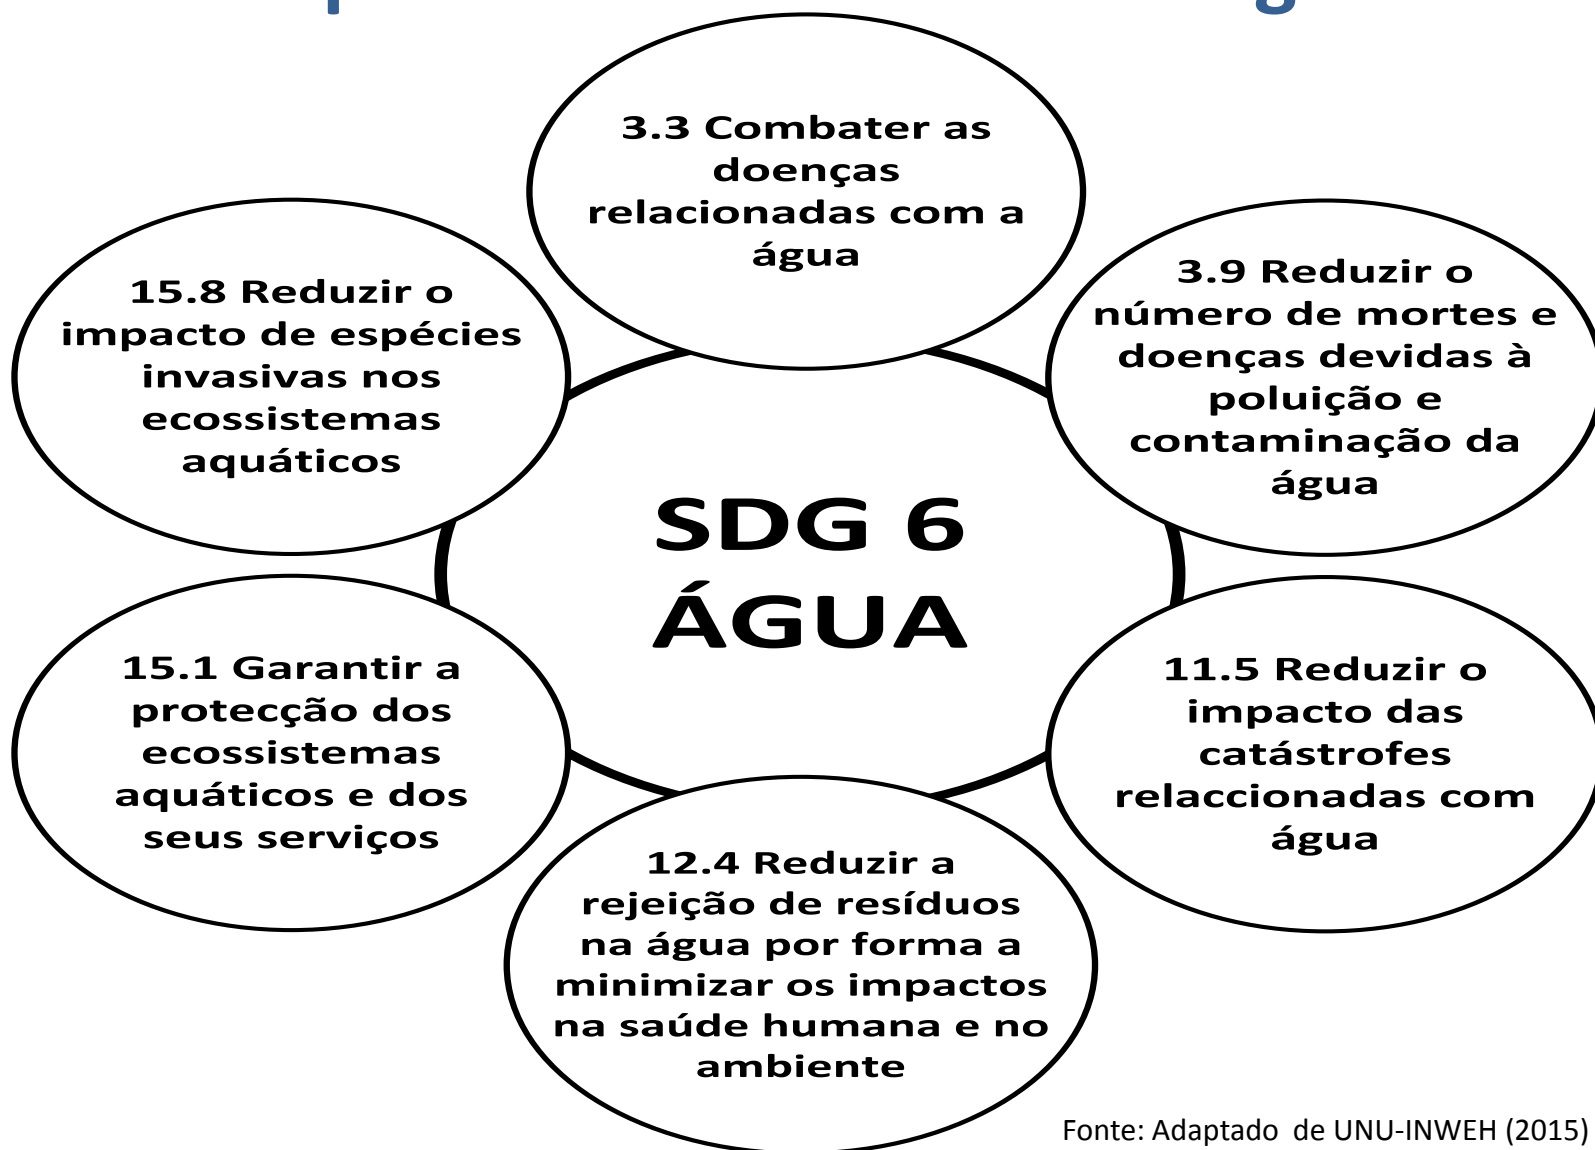 3.3 Combater as
doenças
relacionadas com a
água
3.9 Reduzir o
número de mortes e
doenças devidas à
poluição e
contaminação da
água
11.5 Reduzir o
impacto das
catástrofes
relaccionadas com
água
12.4 Reduzir a
rejeição de resíduos
na água por forma a
minimizar os impactos
na saúde humana e no
ambiente
15.1 Garantir a
protecção dos
ecossistemas
aquáticos e dos
seus serviços
15.8 Reduzir o
impacto de espécies
invasivas nos
ecossistemas
aquáticos
SDG 6
ÁGUA
Fonte: Adaptado de UNU-INWEH (2015)